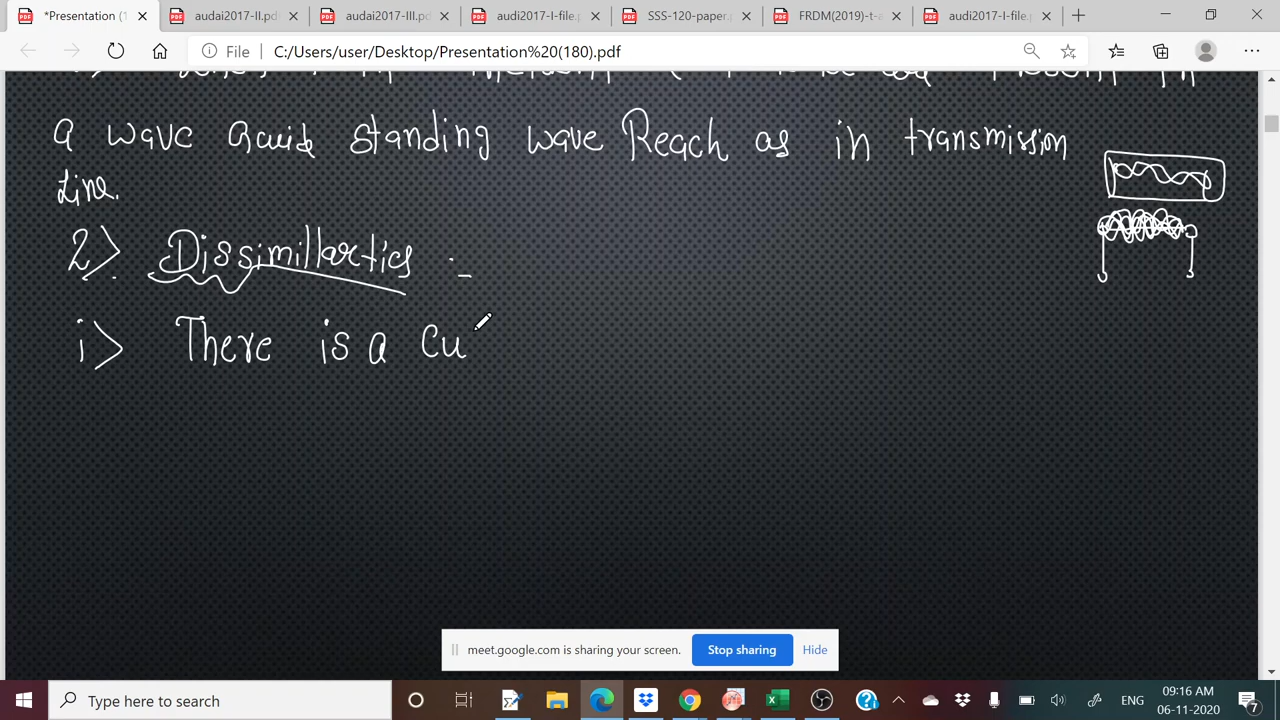 *Presentation (1
audai2017-II.pd
audai2017-III.pd
audi2017-I-file.p
SSS-120-paper.p
FRDM(2019)-t-a
audi2017-I-file.p
File
C:/Users/user/Desktop/Presentation%20(180).pdf
a wave Guide standing wave Reach as in transmission
Line.
2> Dissimillartics :-
i> There is a Cu
meet.google.com is sharing your screen. Stop sharing Hide
Type here to search
ENG
09:16 AM
06-11-2020
7